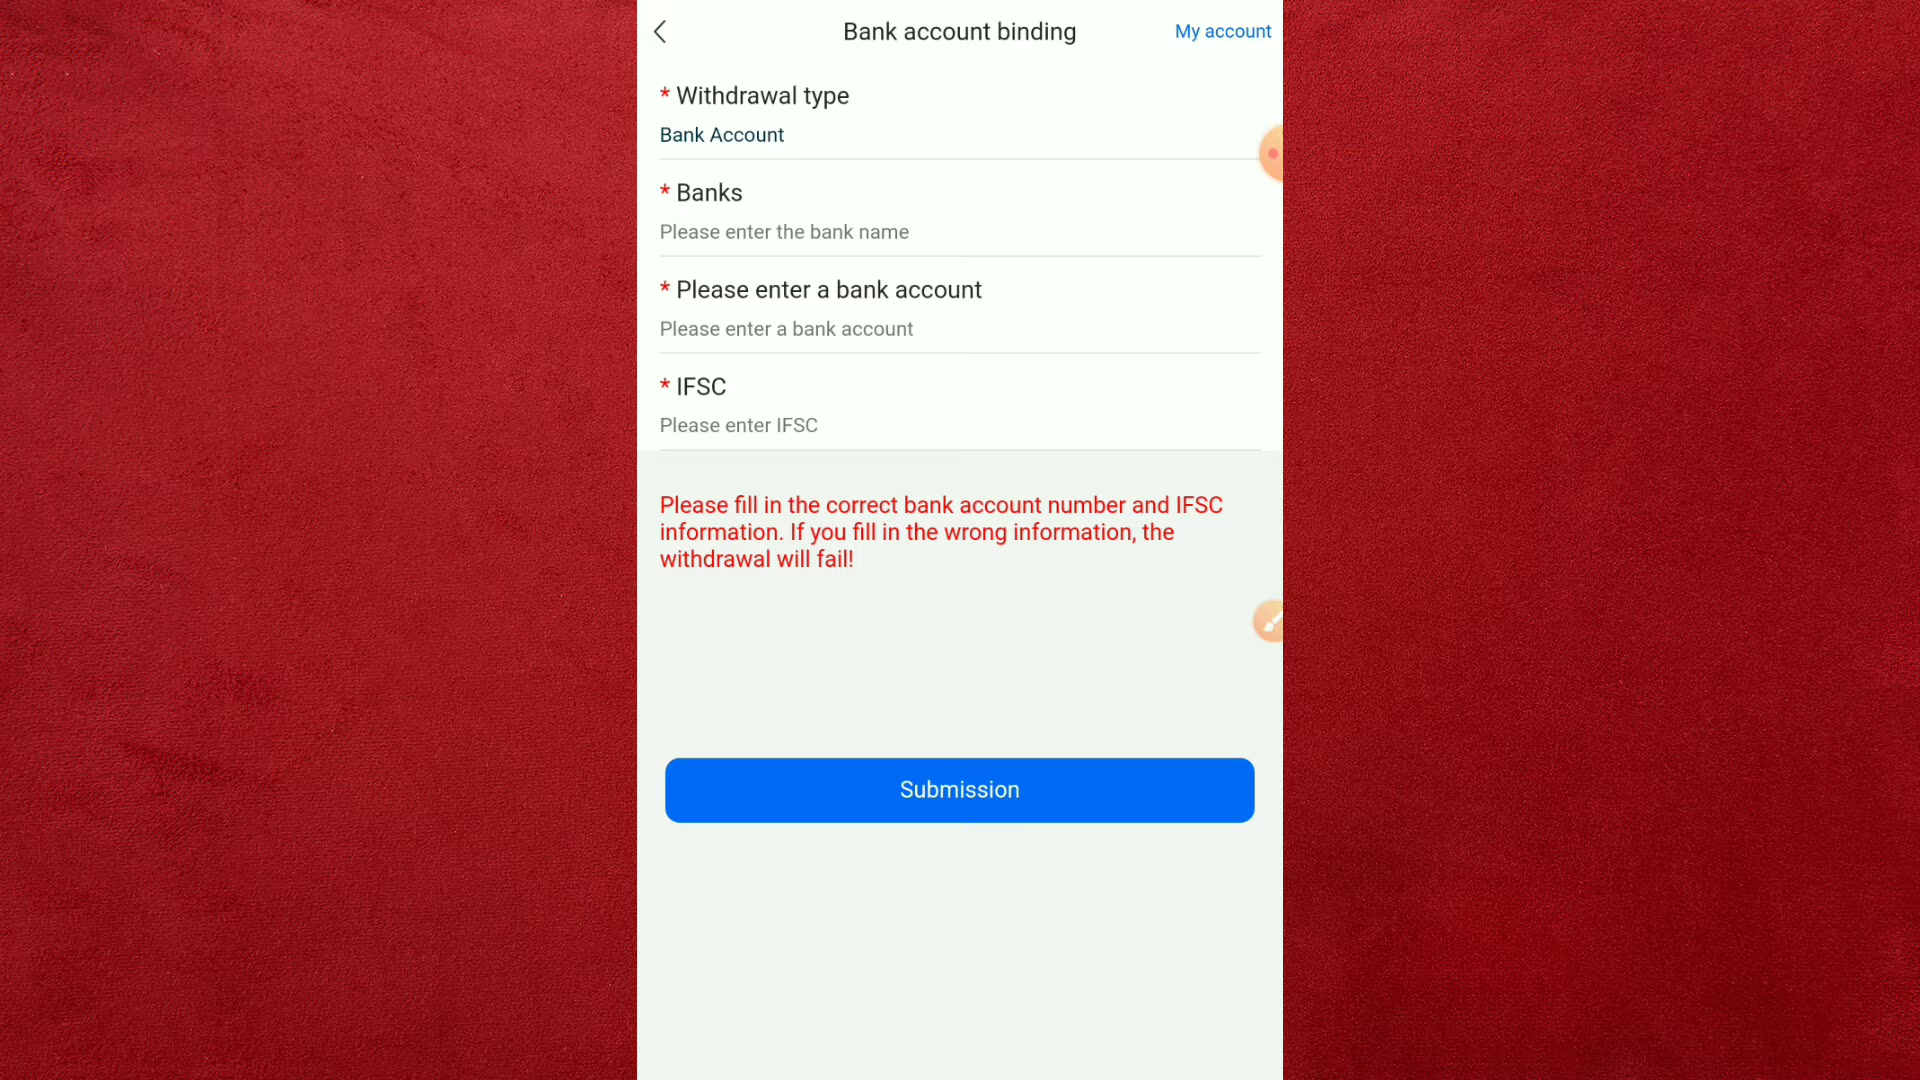 Bank account binding
My account
* Withdrawal type
Bank Account
* Banks
Please enter the bank name
* Please enter a bank account
Please enter a bank account
* IFSC
Please enter IFSC
Please fill in the correct bank account number and IFSC
information. If you fill in the wrong information, the
withdrawal will fail!
Submission